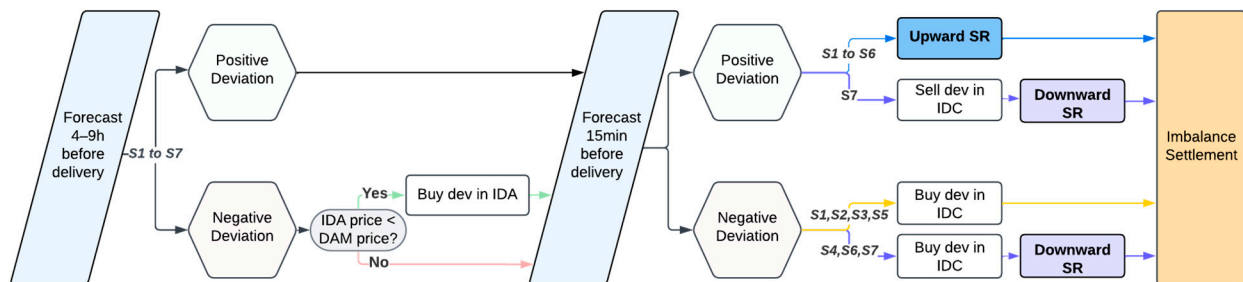 Forecast
4–9h
before
delivery
S1 to S7
Positive
Deviation
Negative
Deviation
IDA price <
DAM price?
Yes
No
Buy dev in IDA
Forecast
15min
before
delivery
Positive
Deviation
S1 to S6
S7
Upward SR
Sell dev in
IDC
Downward
SR
Negative
Deviation
S1,S2,S3,S5
S4,S6,S7
Buy dev in
IDC
Buy dev in
IDC
Downward
SR
Imbalance
Settlement